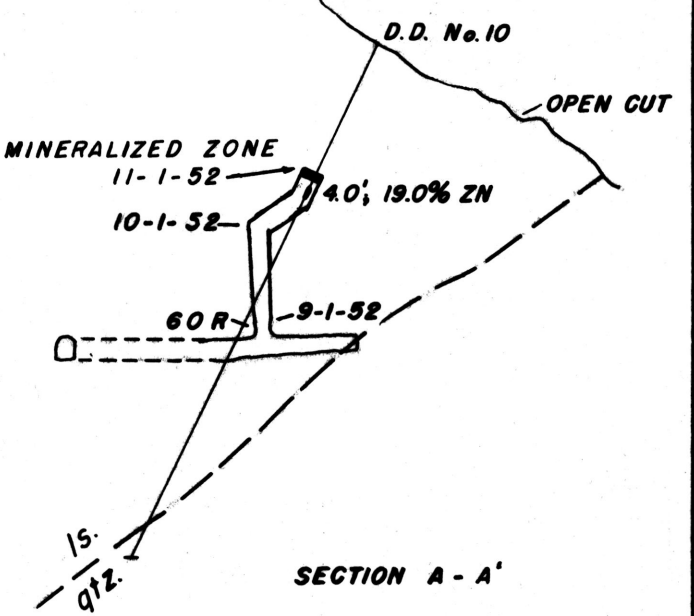 D.D. No. 10
OPEN CUT
MINERALIZED ZONE
11-1-52
4.0', 19.0% ZN
10-1-52
60 R
9-1-52
ls.
qtz.
SECTION A - A'